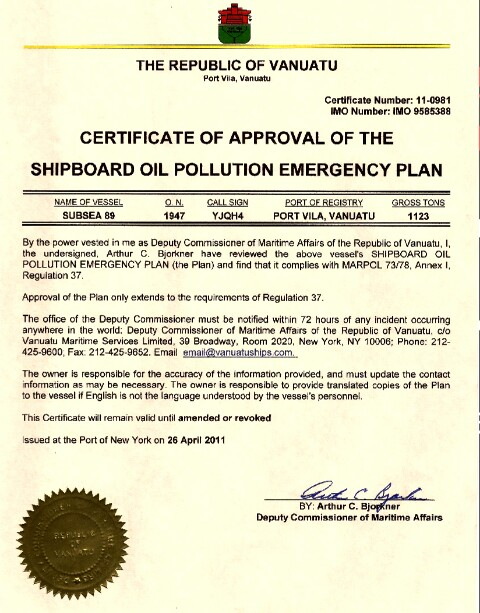 THE REPUBLIC OF VANUATU
Port Vila, Vanuatu
Certificate Number: 11-0981
IMO Number: IMO 9585388
CERTIFICATE OF APPROVAL OF THE
SHIPBOARD OIL POLLUTION EMERGENCY PLAN
NAME OF VESSEL O. N. CALL SIGN PORT OF REGISTRY GROSS TONS
SUBSEA 89 1947 YJQH4 PORT VILA, VANUATU 1123
By the power vested in me as Deputy Commissioner of Maritime Affairs of the Republic of Vanuatu, I,
the undersigned, Arthur C. Bjorkner have reviewed the above vessel's SHIPBOARD OIL
POLLUTION EMERGENCY PLAN (the Plan) and find that it complies with MARPOL 73/78, Annex I,
Regulation 37.
Approval of the Plan only extends to the requirements of Regulation 37.
The office of the Deputy Commissioner must be notified within 72 hours of any incident occurring
anywhere in the world; Deputy Commissioner of Maritime Affairs of the Republic of Vanuatu, c/o
Vanuatu Maritime Services Limited, 39 Broadway, Room 2020, New York, NY 10006; Phone: 212-
425-9600, Fax: 212-425-9652. Email email@vanuatuships.com.
The owner is responsible for the accuracy of the information provided, and must update the contact
information as may be necessary. The owner is responsible to provide translated copies of the Plan
to the vessel if English is not the language understood by the vessel's personnel.
This Certificate will remain valid until amended or revoked
Issued at the Port of New York on 26 April 2011
Arthur C. Bjorkner
BY: Arthur C. Bjorkner
Deputy Commissioner of Maritime Affairs
REPUBLIC
VANUATU